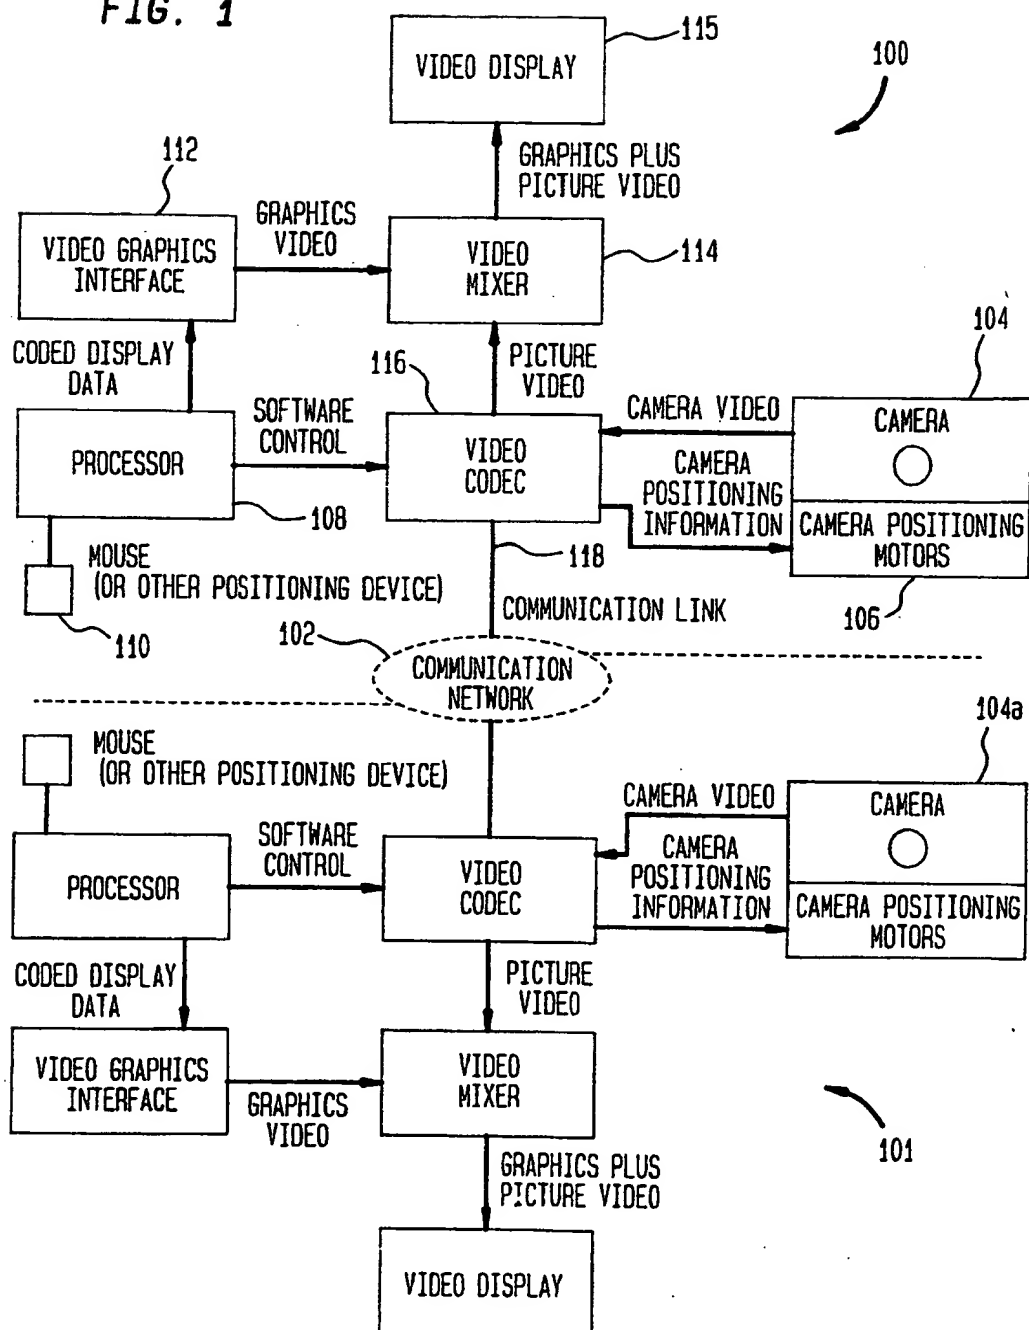 FIG. 1
VIDEO DISPLAY
115
100
GRAPHICS PLUS
PICTURE VIDEO
112
VIDEO GRAPHICS
INTERFACE
GRAPHICS
VIDEO
VIDEO
MIXER
114
CODED DISPLAY
DATA
116
PICTURE
VIDEO
104
PROCESSOR
108
SOFTWARE
CONTROL
VIDEO
CODEC
CAMERA VIDEO
CAMERA
POSITIONING
INFORMATION
CAMERA
CAMERA POSITIONING
MOTORS
106
MOUSE
(OR OTHER POSITIONING DEVICE)
110
118
COMMUNICATION LINK
102
COMMUNICATION
NETWORK
MOUSE
(OR OTHER POSITIONING DEVICE)
104a
PROCESSOR
SOFTWARE
CONTROL
VIDEO
CODEC
CAMERA VIDEO
CAMERA
POSITIONING
INFORMATION
CAMERA
CAMERA POSITIONING
MOTORS
CODED DISPLAY
DATA
PICTURE
VIDEO
VIDEO GRAPHICS
INTERFACE
GRAPHICS
VIDEO
VIDEO
MIXER
101
GRAPHICS PLUS
PICTURE VIDEO
VIDEO DISPLAY